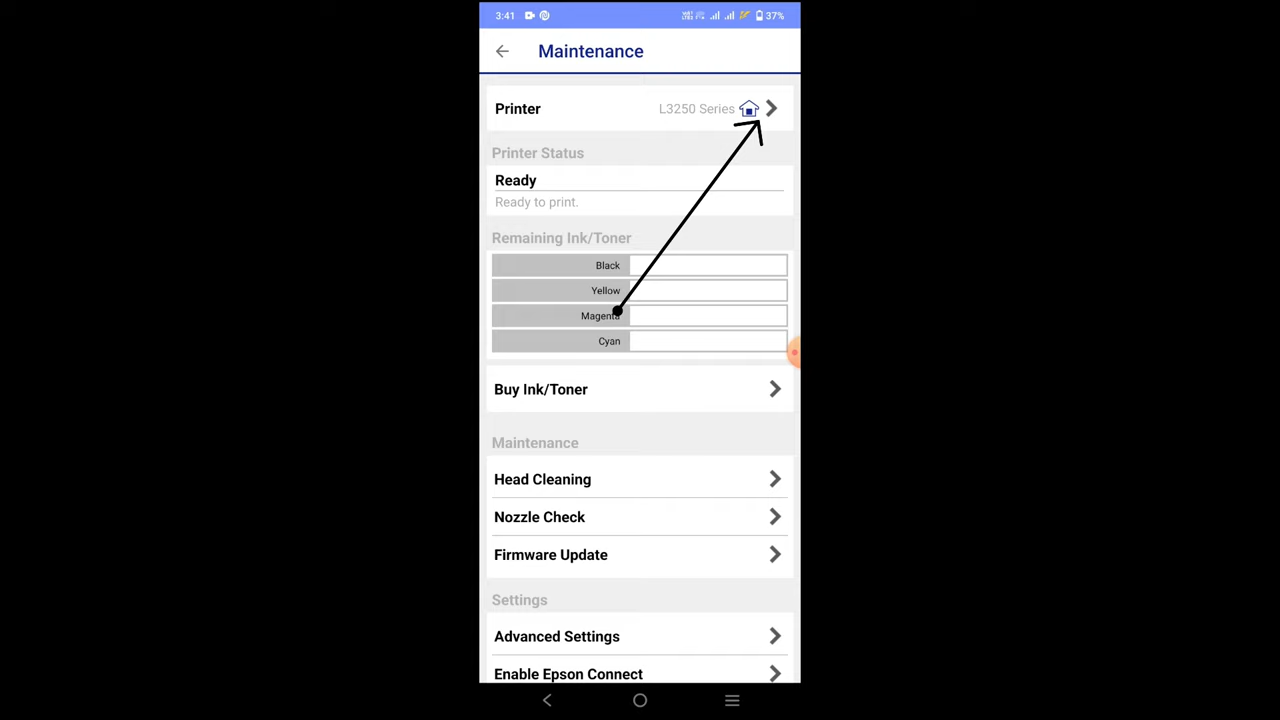 3:41 37%
Maintenance
Printer L3250 Series
Printer Status
Ready
Ready to print.
Remaining Ink/Toner
Black
Yellow
Magenta
Cyan
Buy Ink/Toner
Maintenance
Head Cleaning
Nozzle Check
Firmware Update
Settings
Advanced Settings
Enable Epson Connect